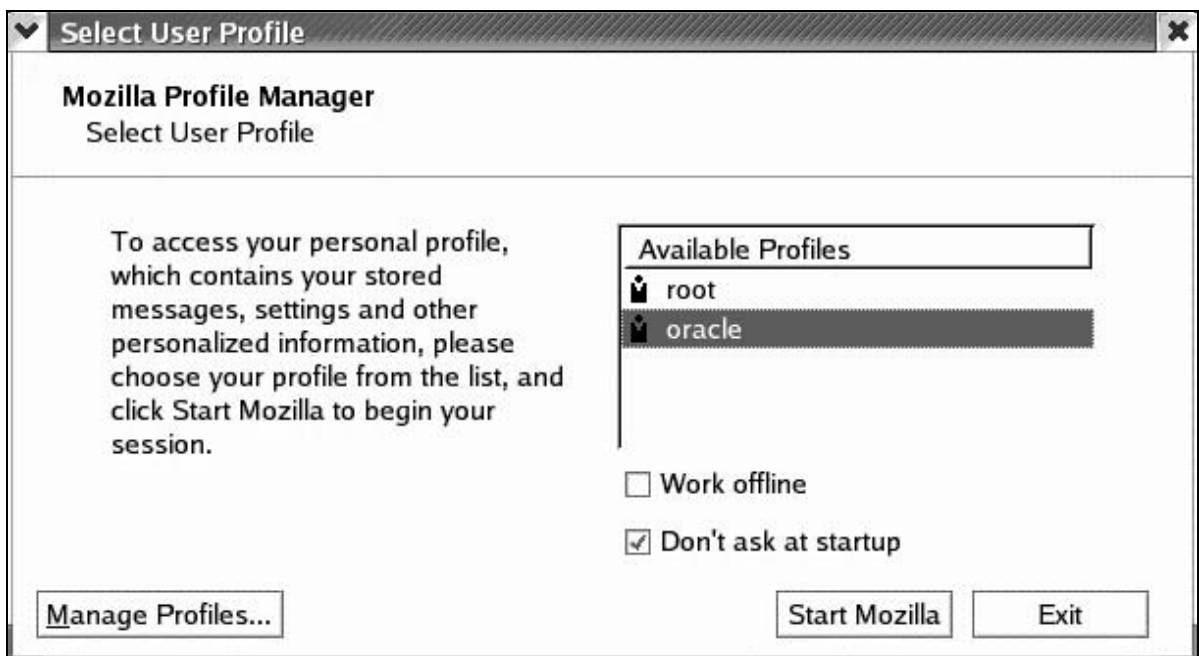 Select User Profile
Mozilla Profile Manager
Select User Profile
To access your personal profile,
which contains your stored
messages, settings and other
personalized information, please
choose your profile from the list, and
click Start Mozilla to begin your
session.
Available Profiles
root
oracle
Work offline
Don't ask at startup
Manage Profiles...
Start Mozilla
Exit